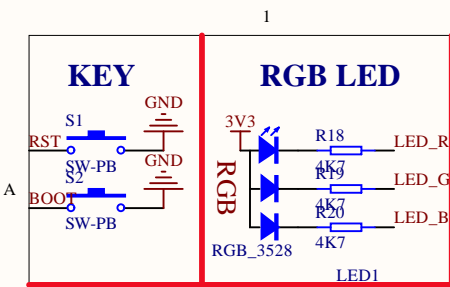 1
KEY
S1
GND
RST
SW-PB
S2
GND
BOOT
SW-PB
A
RGB LED
3V3
R18
LED_R
4K7
R19
LED_G
4K7
R20
LED_B
4K7
RGB
RGB_3528
LED1